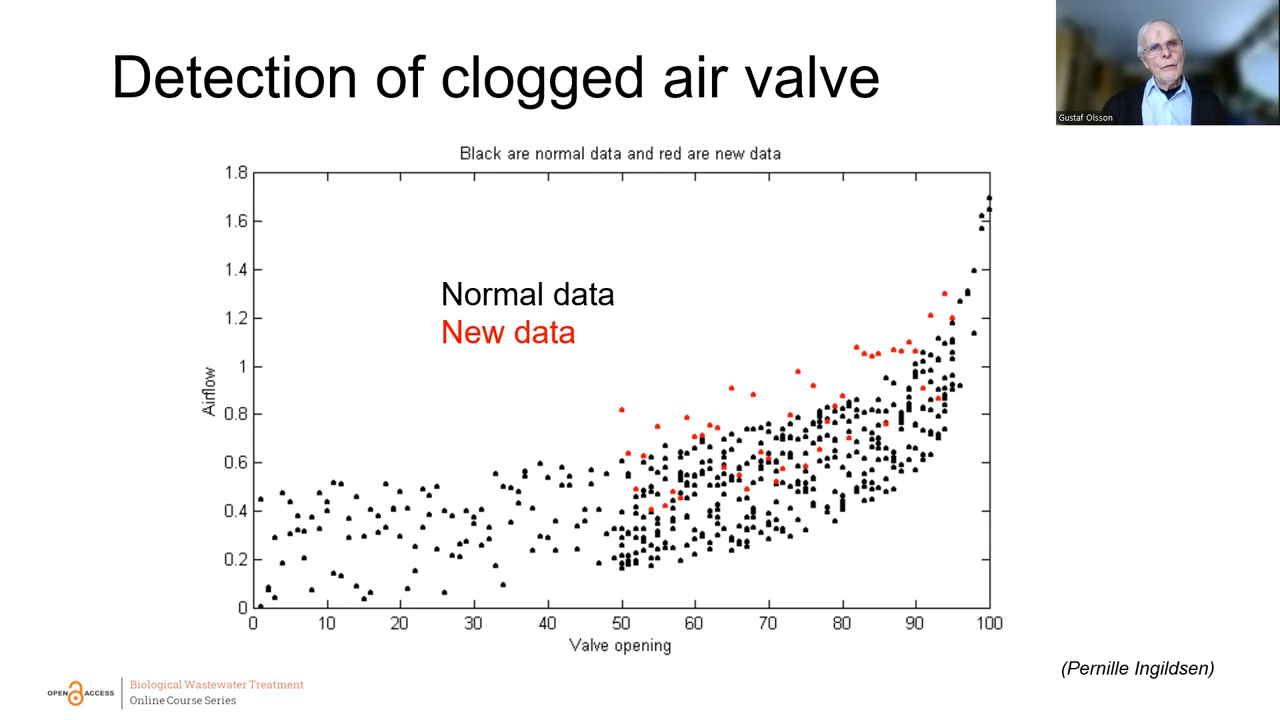 Detection of clogged air valve
Gustaf Olsson
Black are normal data and red are new data
1.8
1.6
1.4
1.2
1
0.8
0.6
0.4
0.2
0
Airflow
Normal data
New data
0 10 20 30 40 50 60 70 80 90 100
Valve opening
(Pernille Ingildsen)
OPEN ACCESS
Biological Wastewater Treatment
Online Course Series